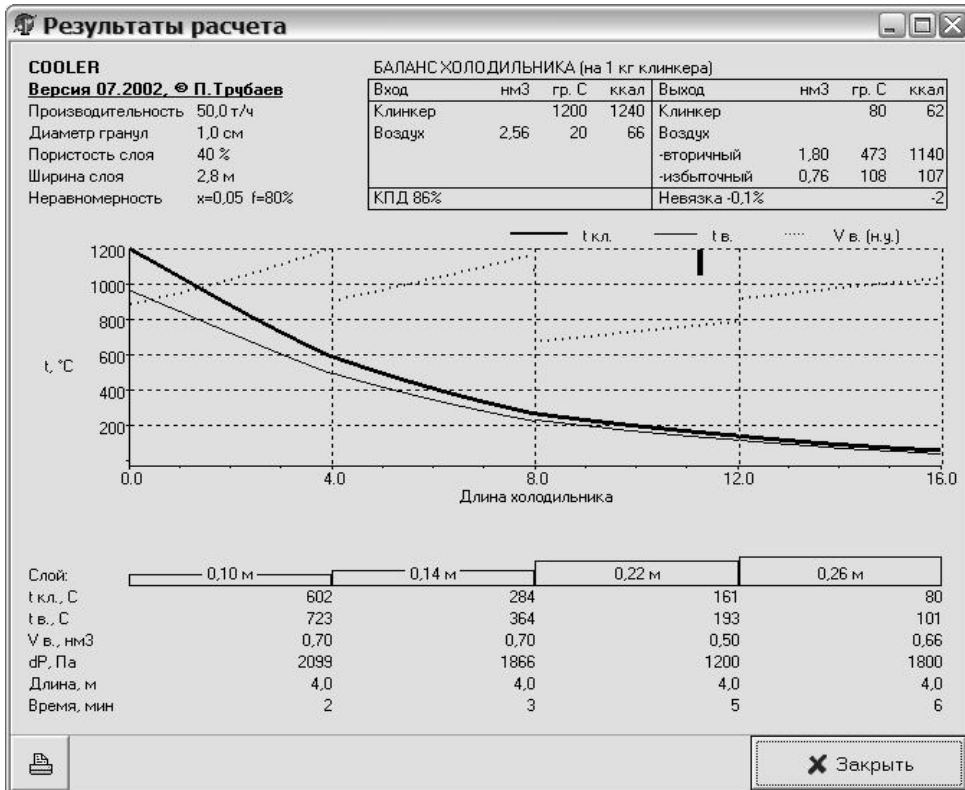 Результаты расчета
COOLER
Версия 07.2002, © П.Трубаев
Производительность 50,0 т/ч
Диаметр гранул 1,0 см
Пористость слоя 40 %
Ширина слоя 2,8 м
Неравномерность x=0,05 f=80%
БАЛАНС ХОЛОДИЛЬНИКА (на 1 кг клинкера)
Вход нм3 гр. С ккал Выход нм3 гр. С ккал
Клинкер 1200 1240 Клинкер 80 62
Воздух 2,56 20 66 Воздух
-вторичный 1,80 473 1140
-избыточный 0,76 108 107
КПД 86% Невязка -0,1% -2
t кл. t в. V в. (н.у.)
1200
1000
800
600
400
200
t, °C
0.0 4.0 8.0 12.0 16.0
Длина холодильника
Слой: 0,10 м 0,14 м 0,22 м 0,26 м
t кл., С 602 284 161 80
t в., С 723 364 193 101
V в., нм3 0,70 0,70 0,50 0,66
dP, Па 2099 1866 1200 1800
Длина, м 4,0 4,0 4,0 4,0
Время, мин 2 3 5 6
Закрыть